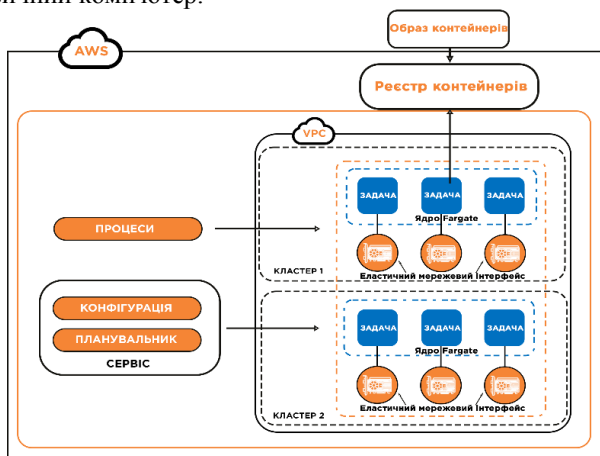 ичний комп'ютер.
Образ контейнерів
AWS
Реєстр контейнерів
VPC
ЗАДАЧА ЗАДАЧА ЗАДАЧА
Ядро Fargate
ПРОЦЕСИ
КЛАСТЕР 1
Еластичний мережевий Інтерфейс
КОНФІГУРАЦІЯ
ПЛАНУВАЛЬНИК
СЕРВІС
ЗАДАЧА ЗАДАЧА ЗАДАЧА
Ядро Fargate
Еластичний мережевий Інтерфейс
КЛАСТЕР 2